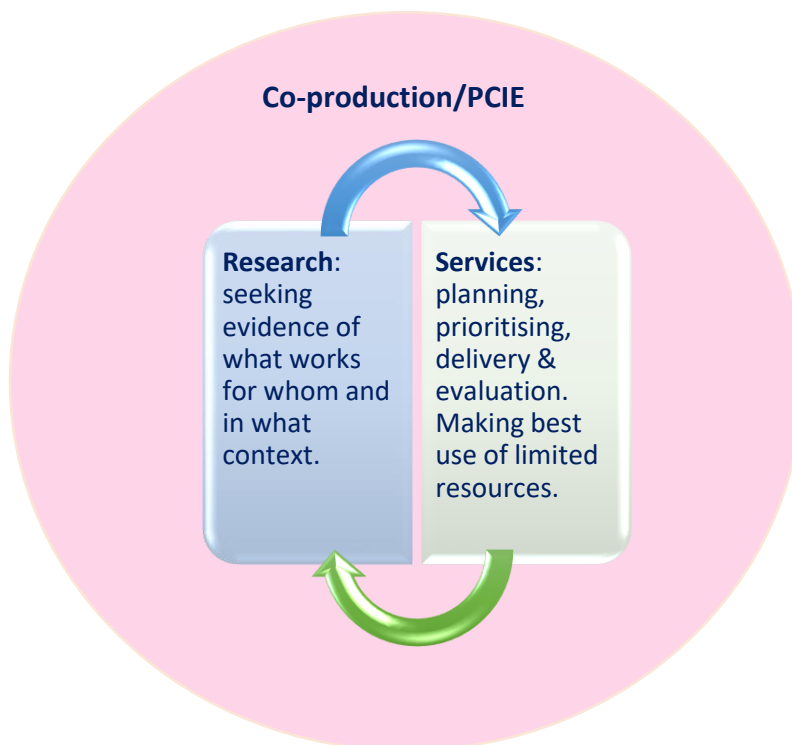 Co-production/PCIE
Research:
seeking
evidence of
what works
for whom and
in what
context.
Services:
planning,
prioritising,
delivery &
evaluation.
Making best
use of limited
resources.